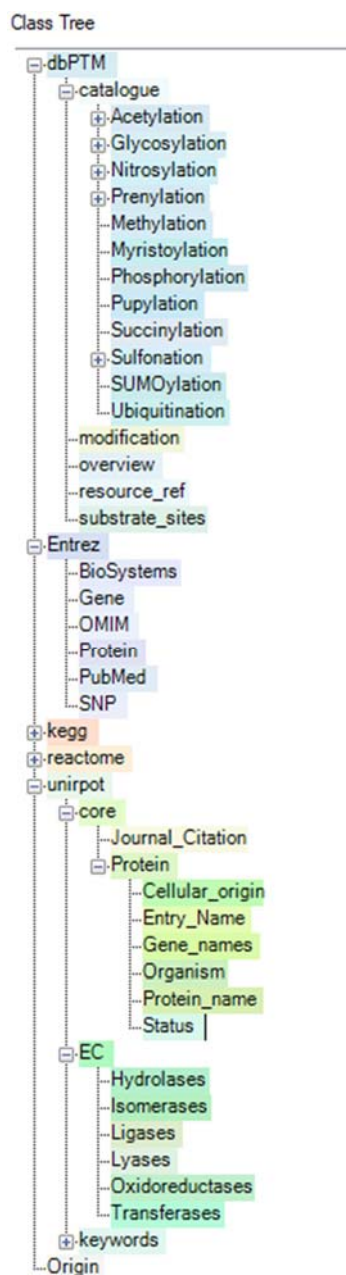 Class Tree
dbPTM
catalogue
Acetylation
Glycosylation
Nitrosylation
Prenylation
Methylation
Myristoylation
Phosphorylation
Pupylation
Succinylation
Sulfonation
SUMOylation
Ubiquitination
modification
overview
resource_ref
substrate_sites
Entrez
BioSystems
Gene
OMIM
Protein
PubMed
SNP
kegg
reactome
unirpot
core
Journal_Citation
Protein
Cellular_origin
Entry_Name
Gene_names
Organism
Protein_name
Status
EC
Hydrolases
Isomerases
Ligases
Lyases
Oxidoreductases
Transferases
keywords
Origin